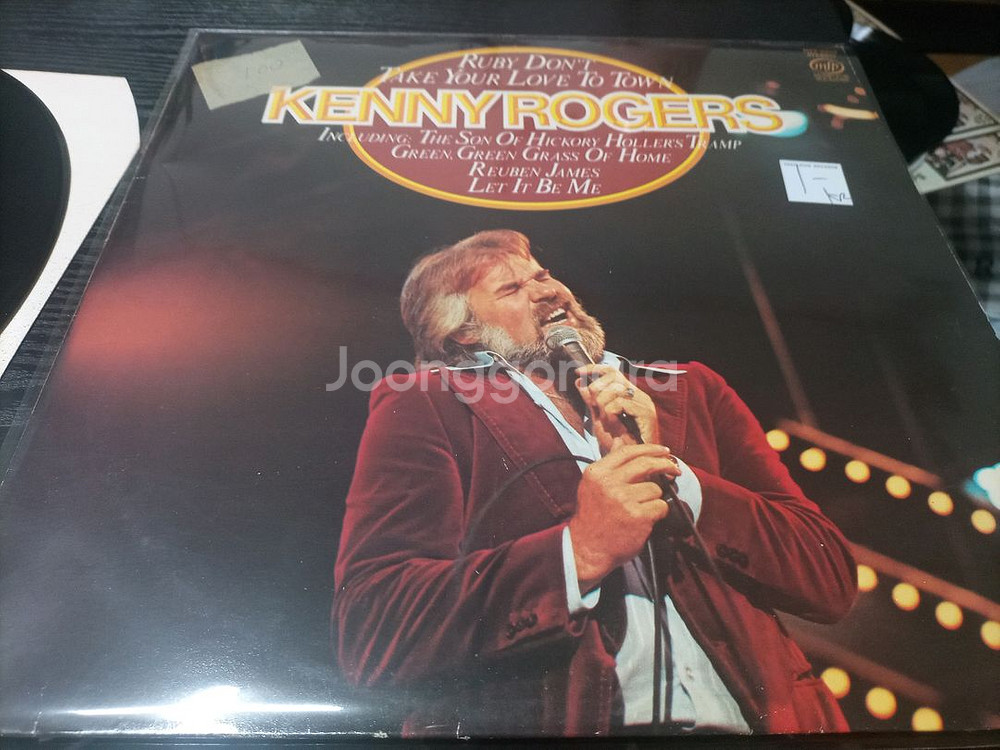 RUBY DON'T
TAKE YOUR LOVE TO TOWN
KENNY ROGERS
INCLUDING: THE SON OF HICKORY HOLLER'S TRAMP
GREEN, GREEN GRASS OF HOME
REUBEN JAMES
LET IT BE ME
mfp
Joonggonara